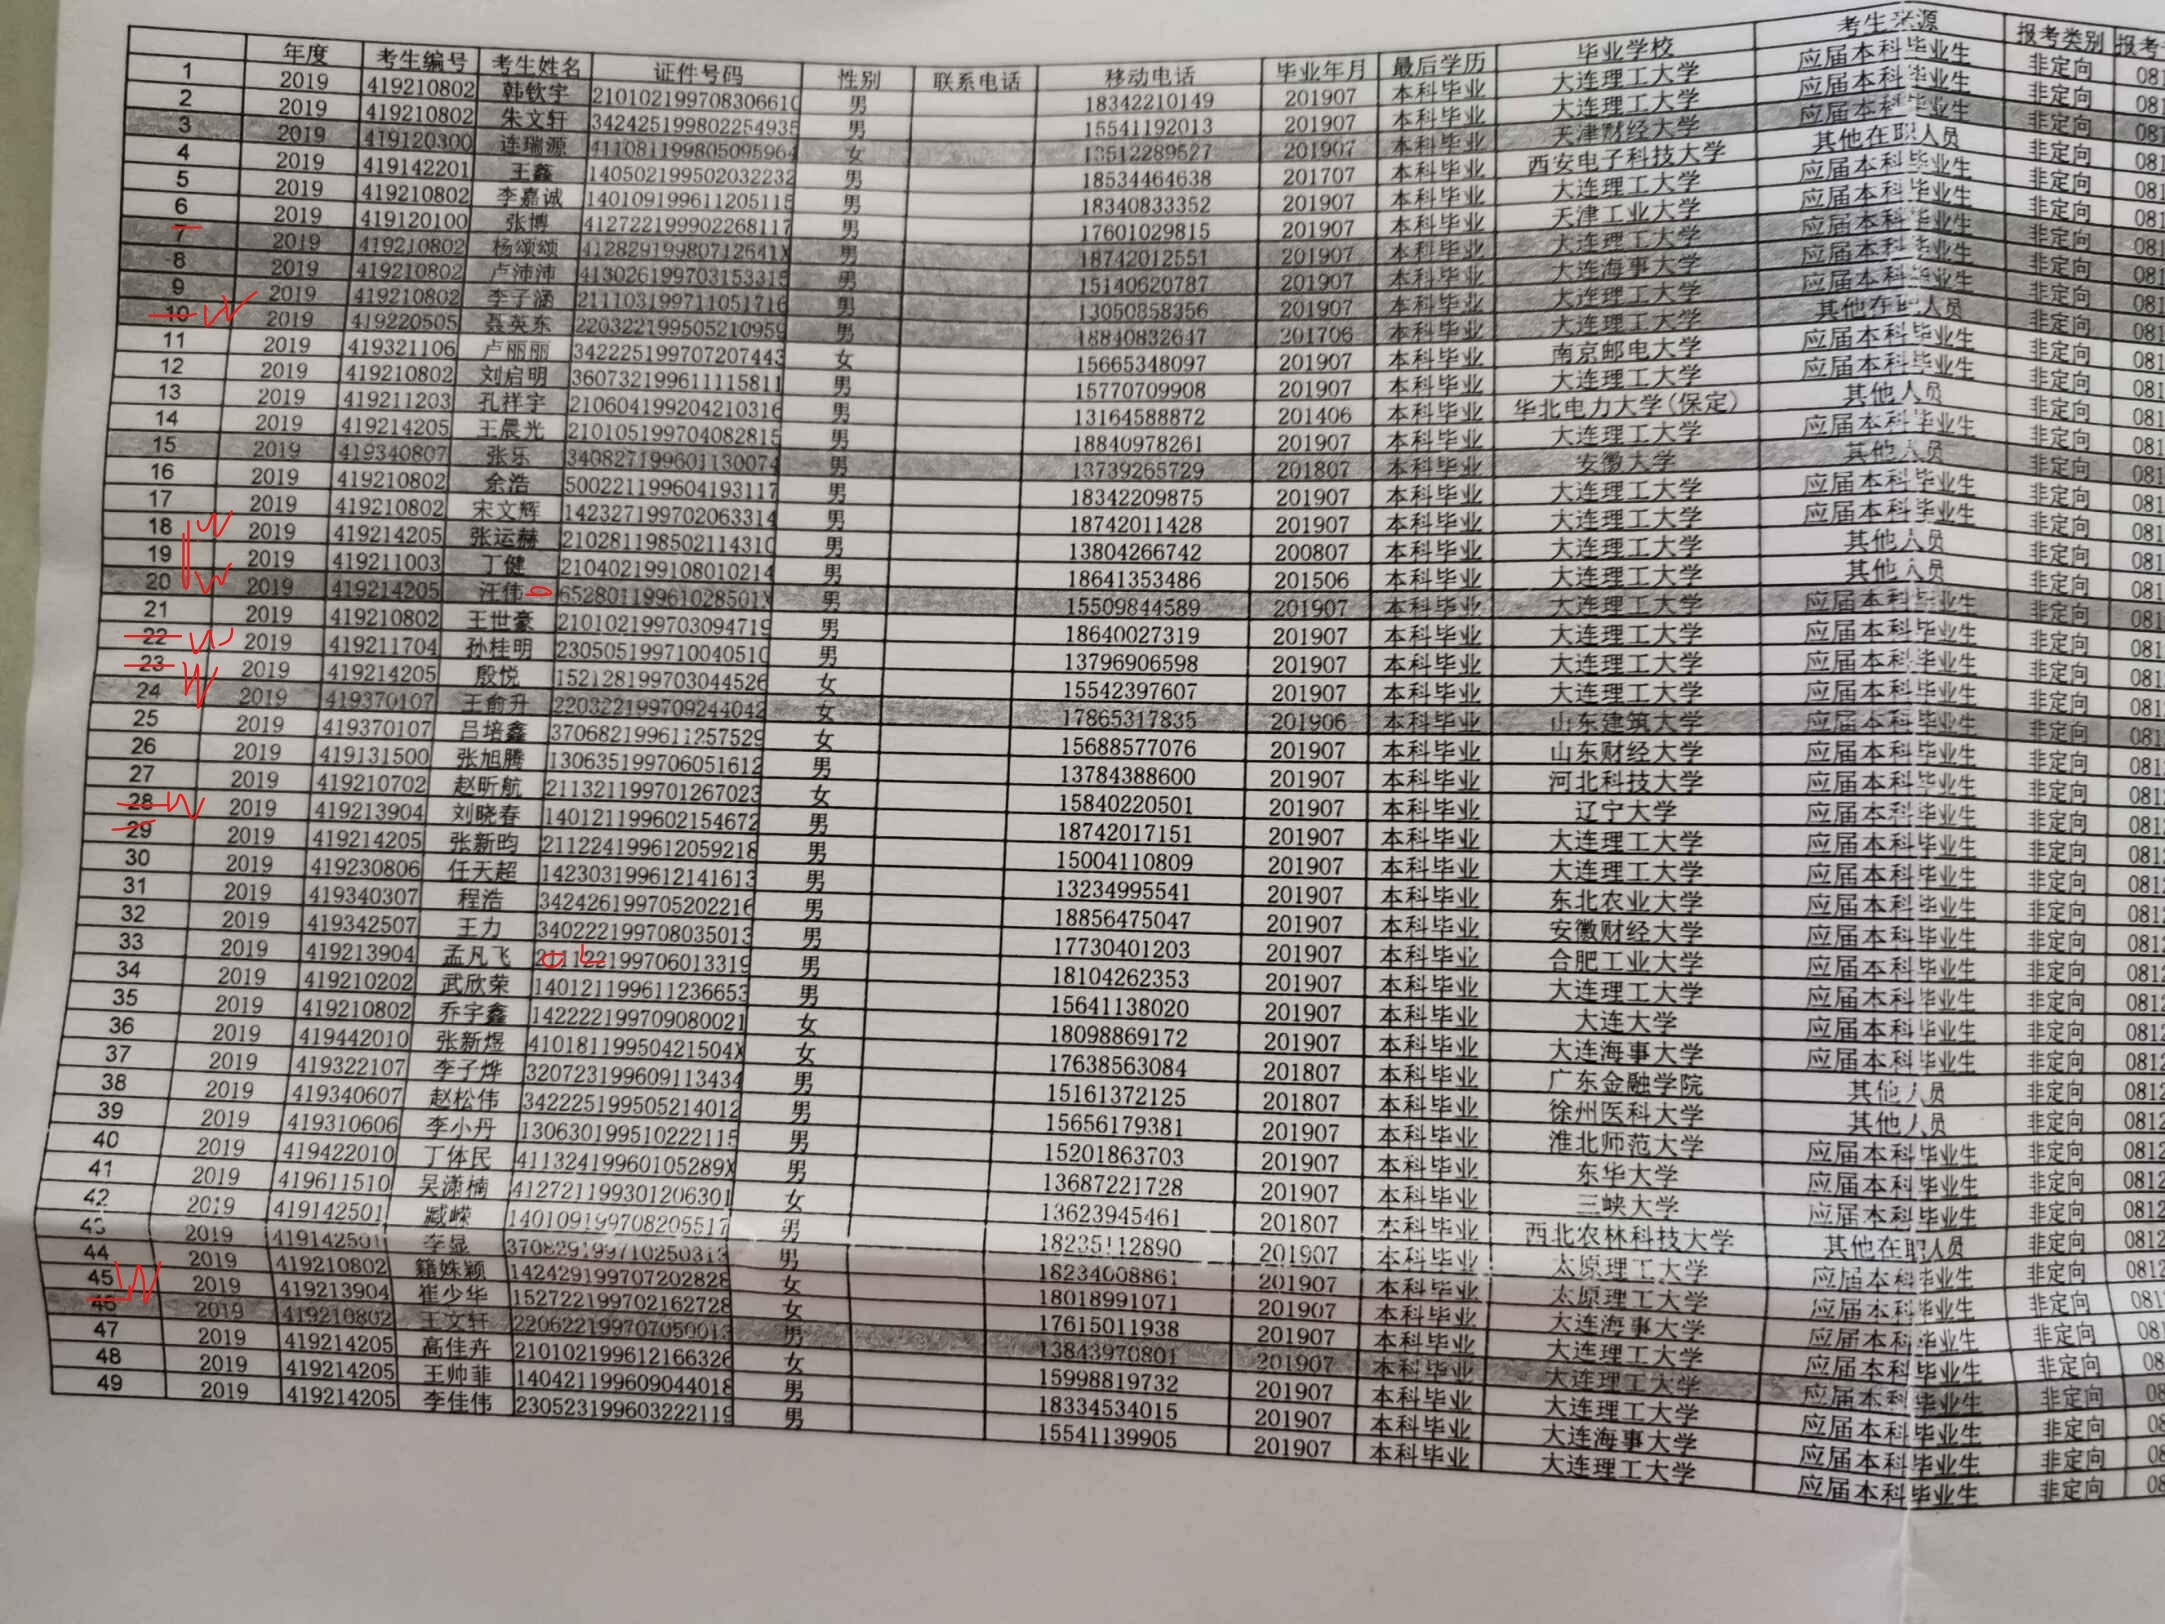 年度 考生编号 考生姓名 证件号码 性别 联系电话 移动电话 毕业年月 最后学历 毕业学校 考生来源 报考类别 报考
1 2019 419210802 韩钦宇 210102199708306610 男 18342210149 201907 本科毕业 大连理工大学 应届本科毕业生 非定向 081
2 2019 419210802 朱文轩 342425199802254935 男 15541192013 201907 本科毕业 大连理工大学 应届本科毕业生 非定向 081
3 2019 419120300 连瑞源 411081199805095964 女 13512289527 201907 本科毕业 天津财经大学 应届本科毕业生 非定向 081
4 2019 419142201 王鑫 140502199502032232 男 18534464638 201707 本科毕业 西安电子科技大学 其他在职人员 非定向 081
5 2019 419210802 李嘉诚 140109199611205115 男 18340833352 201907 本科毕业 大连理工大学 应届本科毕业生 非定向 081
6 2019 419120100 张博 412722199902268117 男 17601029815 201907 本科毕业 天津工业大学 应届本科毕业生 非定向 081
7 2019 419210802 杨颂颂 41282919980712641X 男 18742012551 201907 本科毕业 大连理工大学 应届本科毕业生 非定向 081
8 2019 419210802 卢沛沛 413026199703153315 男 15140620787 201907 本科毕业 大连海事大学 应届本科毕业生 非定向 081
9 2019 419210802 李子涵 211103199711051716 男 13050858356 201907 本科毕业 大连理工大学 应届本科毕业生 非定向 081
10 W 2019 419220505 聂英东 220322199505210959 男 18840832647 201706 本科毕业 大连理工大学 其他在职人员 非定向 081
11 2019 419321106 卢丽丽 342225199707207443 女 15665348097 201907 本科毕业 南京邮电大学 应届本科毕业生 非定向 081
12 2019 419210802 刘启明 360732199611115811 男 15770709908 201907 本科毕业 大连理工大学 应届本科毕业生 非定向 081
13 2019 419211203 孔祥宇 210604199204210316 男 13164588872 201406 本科毕业 华北电力大学(保定) 其他人员 非定向 081
14 2019 419214205 王晨光 210105199704082815 男 18840978261 201907 本科毕业 大连理工大学 应届本科毕业生 非定向 081
15 2019 419340807 张乐 340827199601130074 男 13739265729 201807 本科毕业 安徽大学 其他人员 非定向 081
16 2019 419210802 余浩 500221199604193117 男 18342209875 201907 本科毕业 大连理工大学 应届本科毕业生 非定向 081
17 2019 419210802 宋文辉 142327199702063314 男 18742011428 201907 本科毕业 大连理工大学 应届本科毕业生 非定向 081
18 W 2019 419214205 张运赫 210281198502114310 男 13804266742 200807 本科毕业 大连理工大学 其他人员 非定向 081
19 W 2019 419211003 丁健 210402199108010214 男 18641353486 201506 本科毕业 大连理工大学 其他人员 非定向 081
20 2019 419214205 汪伟 65280119961028501X 男 15509844589 201907 本科毕业 大连理工大学 应届本科毕业生 非定向 081
21 2019 419210802 王世豪 210102199703094719 男 18640027319 201907 本科毕业 大连理工大学 应届本科毕业生 非定向 081
22 W 2019 419211704 孙桂明 230505199710040510 男 13796906598 201907 本科毕业 大连理工大学 应届本科毕业生 非定向 081
23 W 2019 419214205 殷悦 152128199703044526 女 15542397607 201907 本科毕业 大连理工大学 应届本科毕业生 非定向 081
24 2019 419370107 王俞升 220322199709244042 女 17865317835 201906 本科毕业 山东建筑大学 应届本科毕业生 非定向 081
25 2019 419370107 吕培鑫 370682199611257529 女 15688577076 201907 本科毕业 山东财经大学 应届本科毕业生 非定向 081
26 2019 419131500 张旭腾 130635199706051612 男 13784388600 201907 本科毕业 河北科技大学 应届本科毕业生 非定向 081
27 2019 419210702 赵昕航 211321199701267023 女 15840220501 201907 本科毕业 辽宁大学 应届本科毕业生 非定向 081
28 W 2019 419213904 刘晓春 140121199602154672 男 18742017151 201907 本科毕业 大连理工大学 应届本科毕业生 非定向 081
29 2019 419214205 张新昀 211224199612059218 男 15004110809 201907 本科毕业 大连理工大学 应届本科毕业生 非定向 081
30 2019 419230806 任天超 142303199612141613 男 13234995541 201907 本科毕业 东北农业大学 应届本科毕业生 非定向 0812
31 2019 419340307 程浩 342426199705202216 男 18856475047 201907 本科毕业 安徽财经大学 应届本科毕业生 非定向 0812
32 2019 419342507 王力 340222199708035013 男 17730401203 201907 本科毕业 合肥工业大学 应届本科毕业生 非定向 0812
33 2019 419213904 孟凡飞 男 18104262353 201907 本科毕业 大连理工大学 应届本科毕业生 非定向 0812
34 2019 419210202 武欣荣 140121199611236653 男 15641138020 201907 本科毕业 大连大学 应届本科毕业生 非定向 0812
35 2019 419210802 乔宇鑫 142222199709080021 女 18098869172 201907 本科毕业 大连海事大学 应届本科毕业生 非定向 0812
36 2019 419442010 张新煜 41018119950421504X 女 17638563084 201807 本科毕业 广东金融学院 其他人员 非定向 0812
37 2019 419322107 李子烨 320723199609113434 男 15161372125 201807 本科毕业 徐州医科大学 其他人员 非定向 0812
38 2019 419340607 赵松伟 342225199505214012 男 15656179381 201907 本科毕业 淮北师范大学 应届本科毕业生 非定向 0812
39 2019 419310606 李小丹 130630199510222115 男 15201863703 201907 本科毕业 东华大学 应届本科毕业生 非定向 0812
40 2019 419422010 丁体民 41132419960105289X 男 13687221728 201907 本科毕业 三峡大学 应届本科毕业生 非定向 0812
41 2019 419611510 吴潇楠 412721199301206301 女 13623945461 201807 本科毕业 西北农林科技大学 其他在职人员 非定向 0812
42 2019 419142501 臧嵘 140109199708205517 男 18235112890 201907 本科毕业 太原理工大学 应届本科毕业生 非定向 0812
43 2019 419142501 李显 370829199710250313 男 18234008861 201907 本科毕业 太原理工大学 应届本科毕业生 非定向 081
44 2019 419210802 籍姝颖 142429199707202828 女 18018991071 201907 本科毕业 大连海事大学 应届本科毕业生 非定向 081
45 W 2019 419213904 崔少华 152722199702162728 女 17615011938 201907 本科毕业 大连理工大学 应届本科毕业生 非定向 08
46 2019 419210802 王文轩 220622199707050013 男 13843970801 201907 本科毕业 大连理工大学 应届本科毕业生 非定向 08
47 2019 419214205 高佳卉 210102199612166326 女 15998819732 201907 本科毕业 大连理工大学 应届本科毕业生 非定向 08
48 2019 419214205 王帅菲 140421199609044018 男 18334534015 201907 本科毕业 大连海事大学 应届本科毕业生 非定向 08
49 2019 419214205 李佳伟 230523199603222119 男 15541139905 201907 本科毕业 大连理工大学 应届本科毕业生 非定向 08